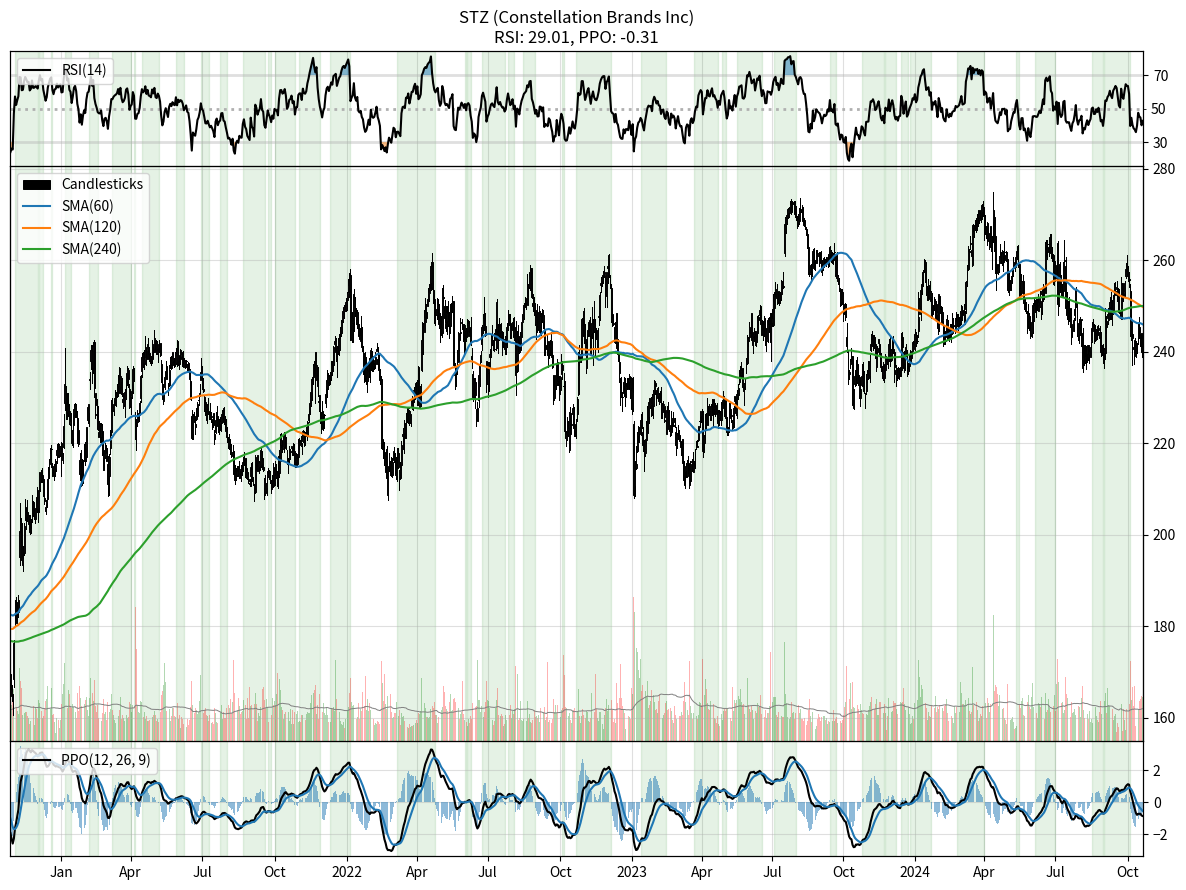 STZ (Constellation Brands Inc)
RSI: 29.01, PPO: -0.31
RSI(14)
70
50
30
280
Candlesticks
SMA(60)
SMA(120)
SMA(240)
260
240
220
200
180
160
PPO(12, 26, 9)
2
0
−2
Jan Apr Jul Oct 2022 Apr Jul Oct 2023 Apr Jul Oct 2024 Apr Jul Oct